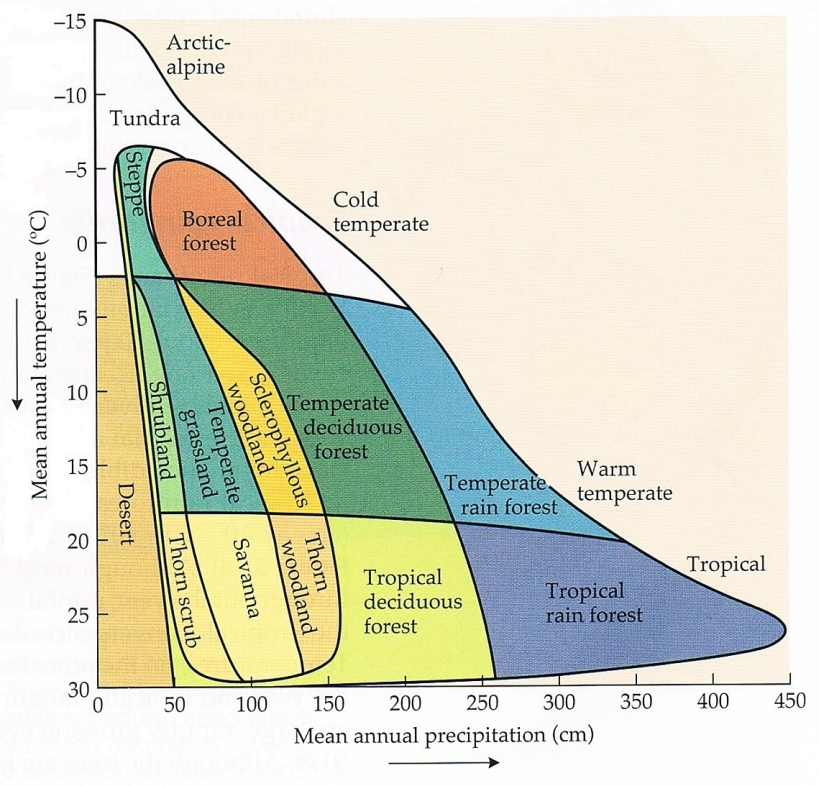 −15
−10
−5
0
5
10
15
20
25
30
Mean annual temperature (°C)
Arctic-
alpine
Tundra
Steppe
Boreal
forest
Cold
temperate
Shrubland
Temperate
grassland
Sclerophyllous
woodland
Temperate
deciduous
forest
Temperate
rain forest
Warm
temperate
Desert
Thorn scrub
Savanna
Thorn
woodland
Tropical
deciduous
forest
Tropical
rain forest
Tropical
0
50
100
150
200
250
300
350
400
450
Mean annual precipitation (cm)